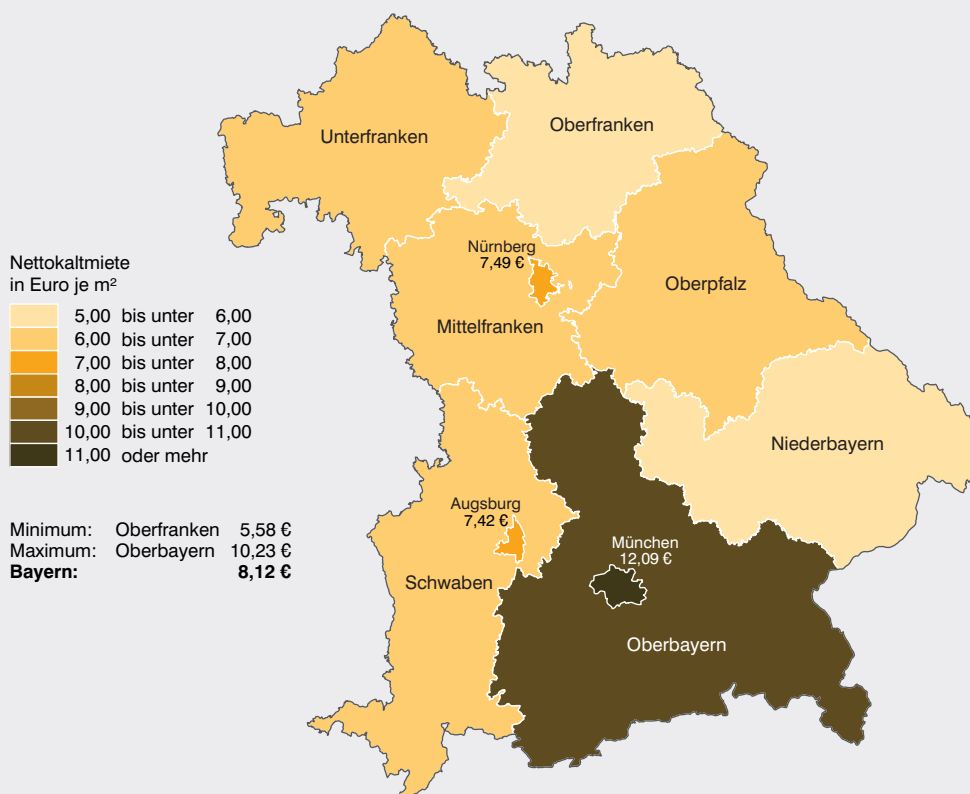 Unterfranken
Oberfranken
Nürnberg
7,49 €
Oberpfalz
Mittelfranken
Nettokaltmiete
in Euro je m²
5,00 bis unter 6,00
6,00 bis unter 7,00
7,00 bis unter 8,00
8,00 bis unter 9,00
9,00 bis unter 10,00
10,00 bis unter 11,00
11,00 oder mehr
Niederbayern
Augsburg
7,42 €
München
12,09 €
Schwaben
Oberbayern
Minimum: Oberfranken 5,58 €
Maximum: Oberbayern 10,23 €
Bayern: 8,12 €